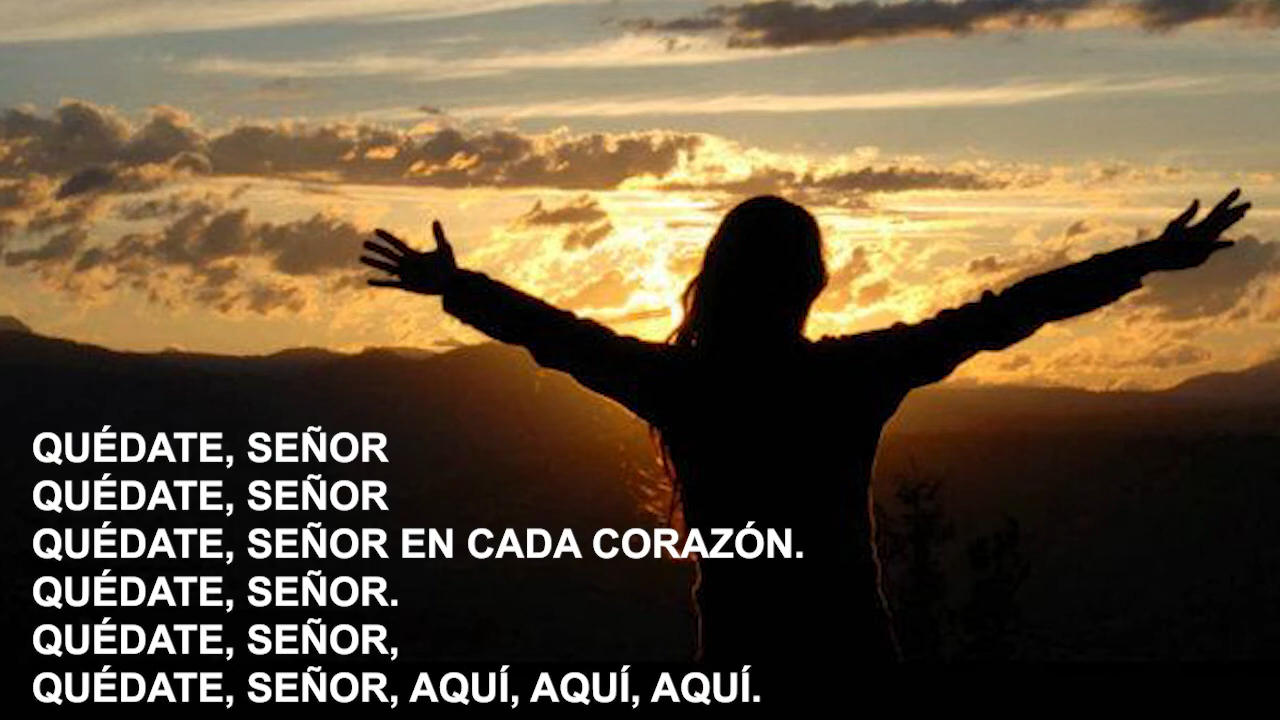 QUÉDATE, SEÑOR
QUÉDATE, SEÑOR
QUÉDATE, SEÑOR EN CADA CORAZÓN.
QUÉDATE, SEÑOR.
QUÉDATE, SEÑOR,
QUÉDATE, SEÑOR, AQUÍ, AQUÍ, AQUÍ.